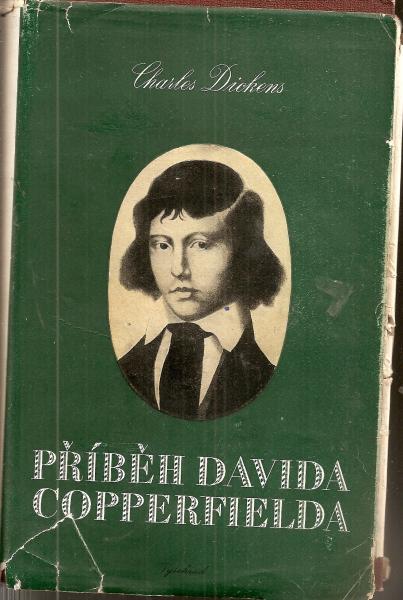 Charles Dickens
PŘÍBĚH DAVIDA
COPPERFIELDA